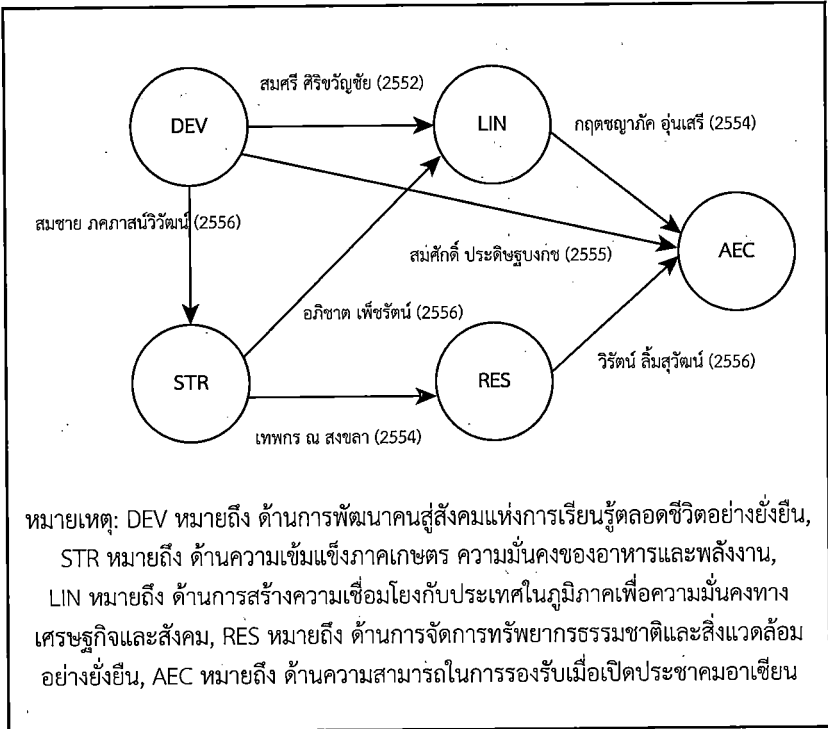 สมศรี ศิริขวัญชัย (2552)
DEV
LIN
กฤตชญาภัค อุ่นเสรี (2554)
สมชาย ภคภาสน์วิวัฒน์ (2556)
สมศักดิ์ ประดิษฐบงกช (2555)
AEC
อภิชาต เพ็ชรัตน์ (2556)
STR
RES
วิรัตน์ ลิ้มสุวัฒน์ (2556)
เทพกร ณ สงขลา (2554)
หมายเหตุ: DEV หมายถึง ด้านการพัฒนาคนสู่สังคมแห่งการเรียนรู้ตลอดชีวิตอย่างยั่งยืน,
STR หมายถึง ด้านความเข้มแข็งภาคเกษตร ความมั่นคงของอาหารและพลังงาน,
LIN หมายถึง ด้านการสร้างความเชื่อมโยงกับประเทศในภูมิภาคเพื่อความมั่นคงทาง
เศรษฐกิจและสังคม, RES หมายถึง ด้านการจัดการทรัพยากรธรรมชาติและสิ่งแวดล้อม
อย่างยั่งยืน, AEC หมายถึง ด้านความสามารถในการรองรับเมื่อเปิดประชาคมอาเซียน